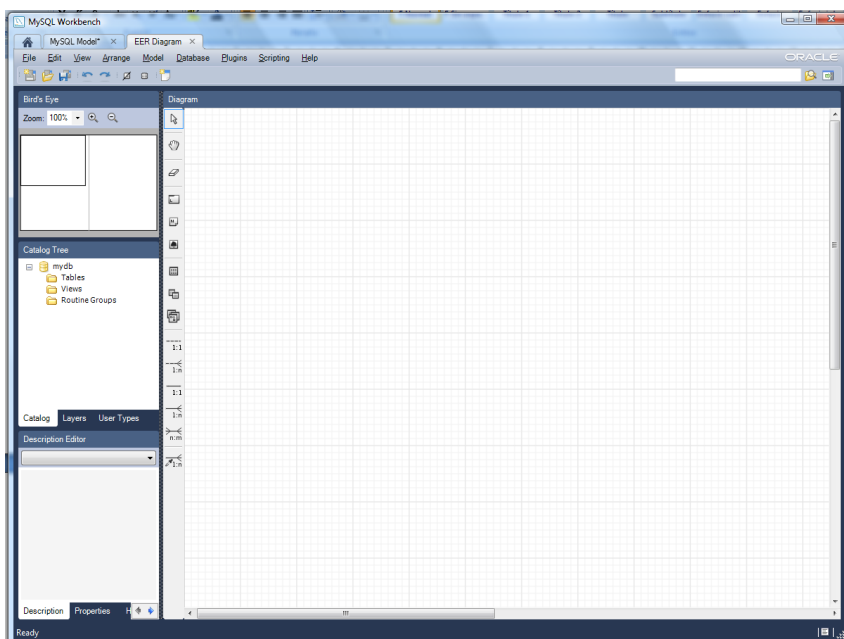 MySQL Workbench
MySQL Model* × EER Diagram ×
File Edit View Arrange Model Database Plugins Scripting Help
ORACLE
Bird's Eye
Zoom: 100%
Catalog Tree
mydb
Tables
Views
Routine Groups
Catalog Layers User Types
Description Editor
Description Properties H
Ready
Diagram
1:1
1:n
1:1
1:n
n:m
1:n